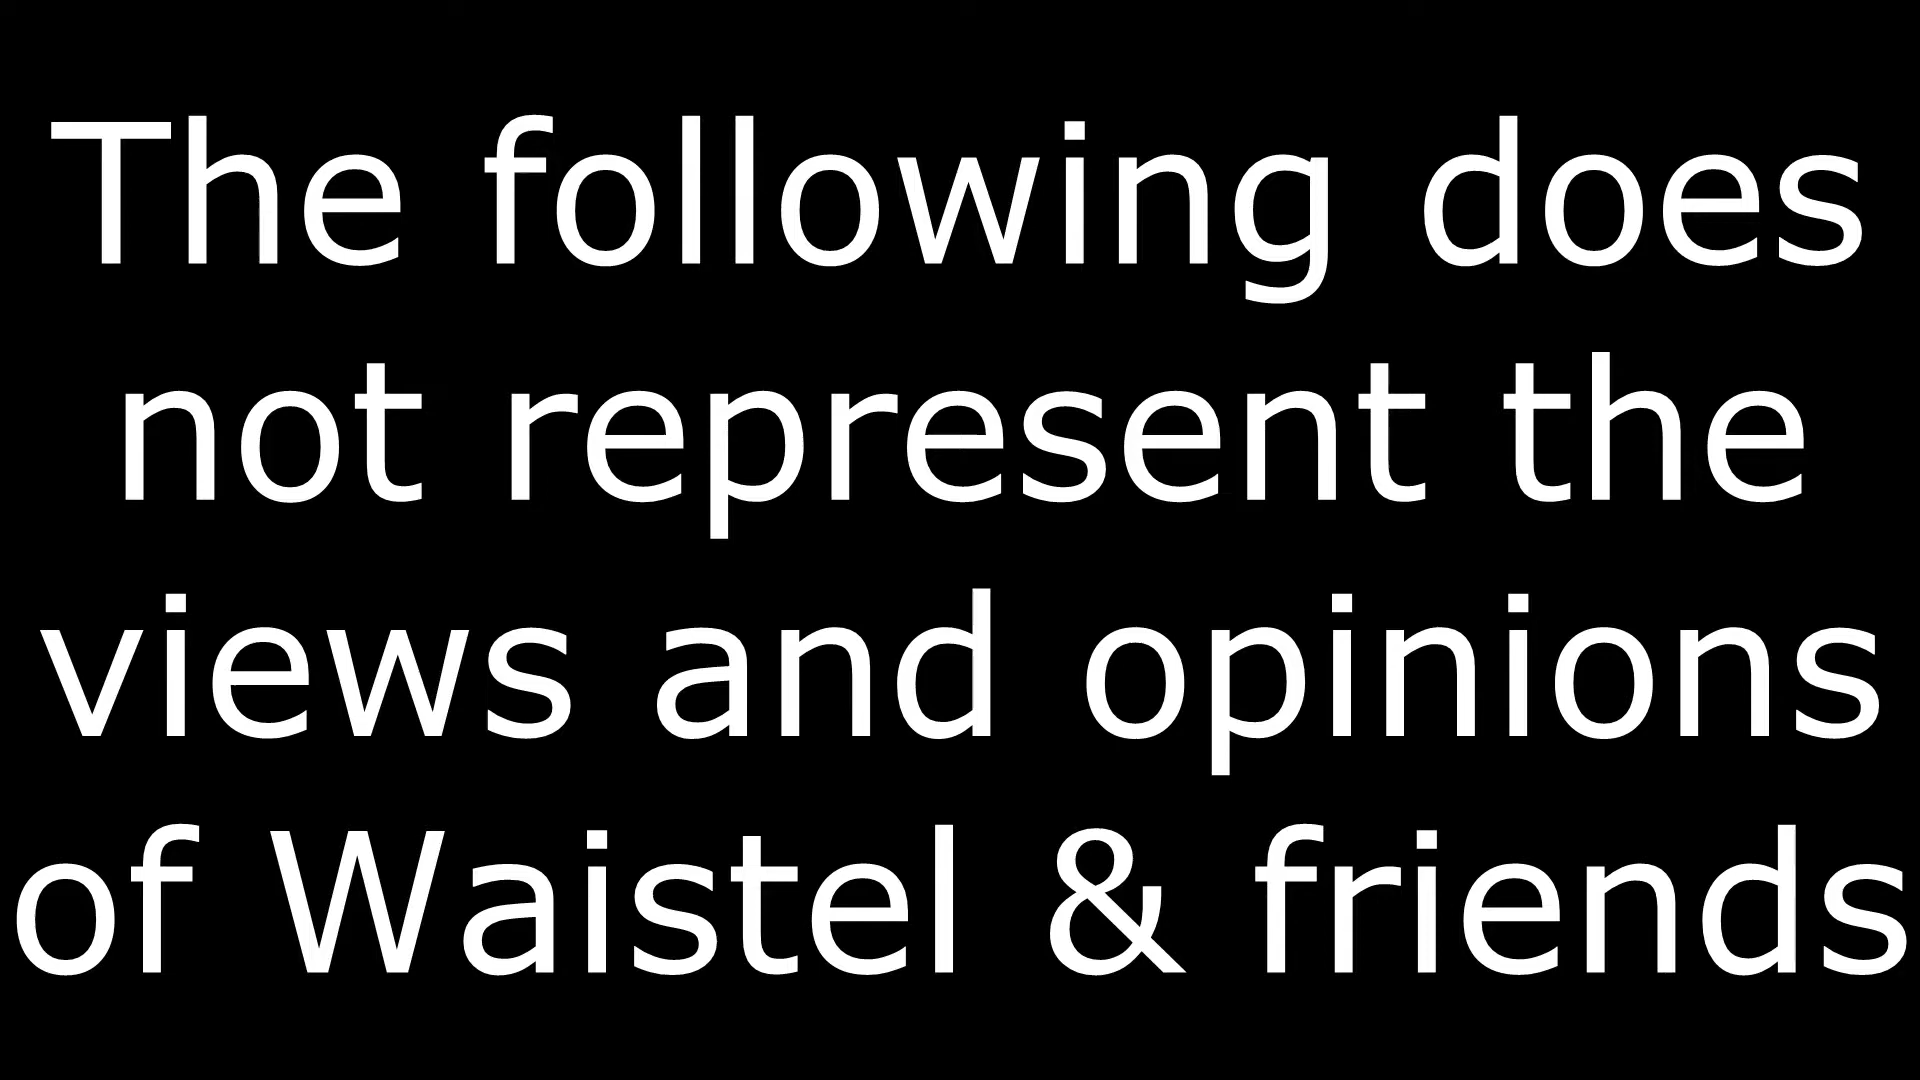 The following does
not represent the
views and opinions
of Waistel & friends